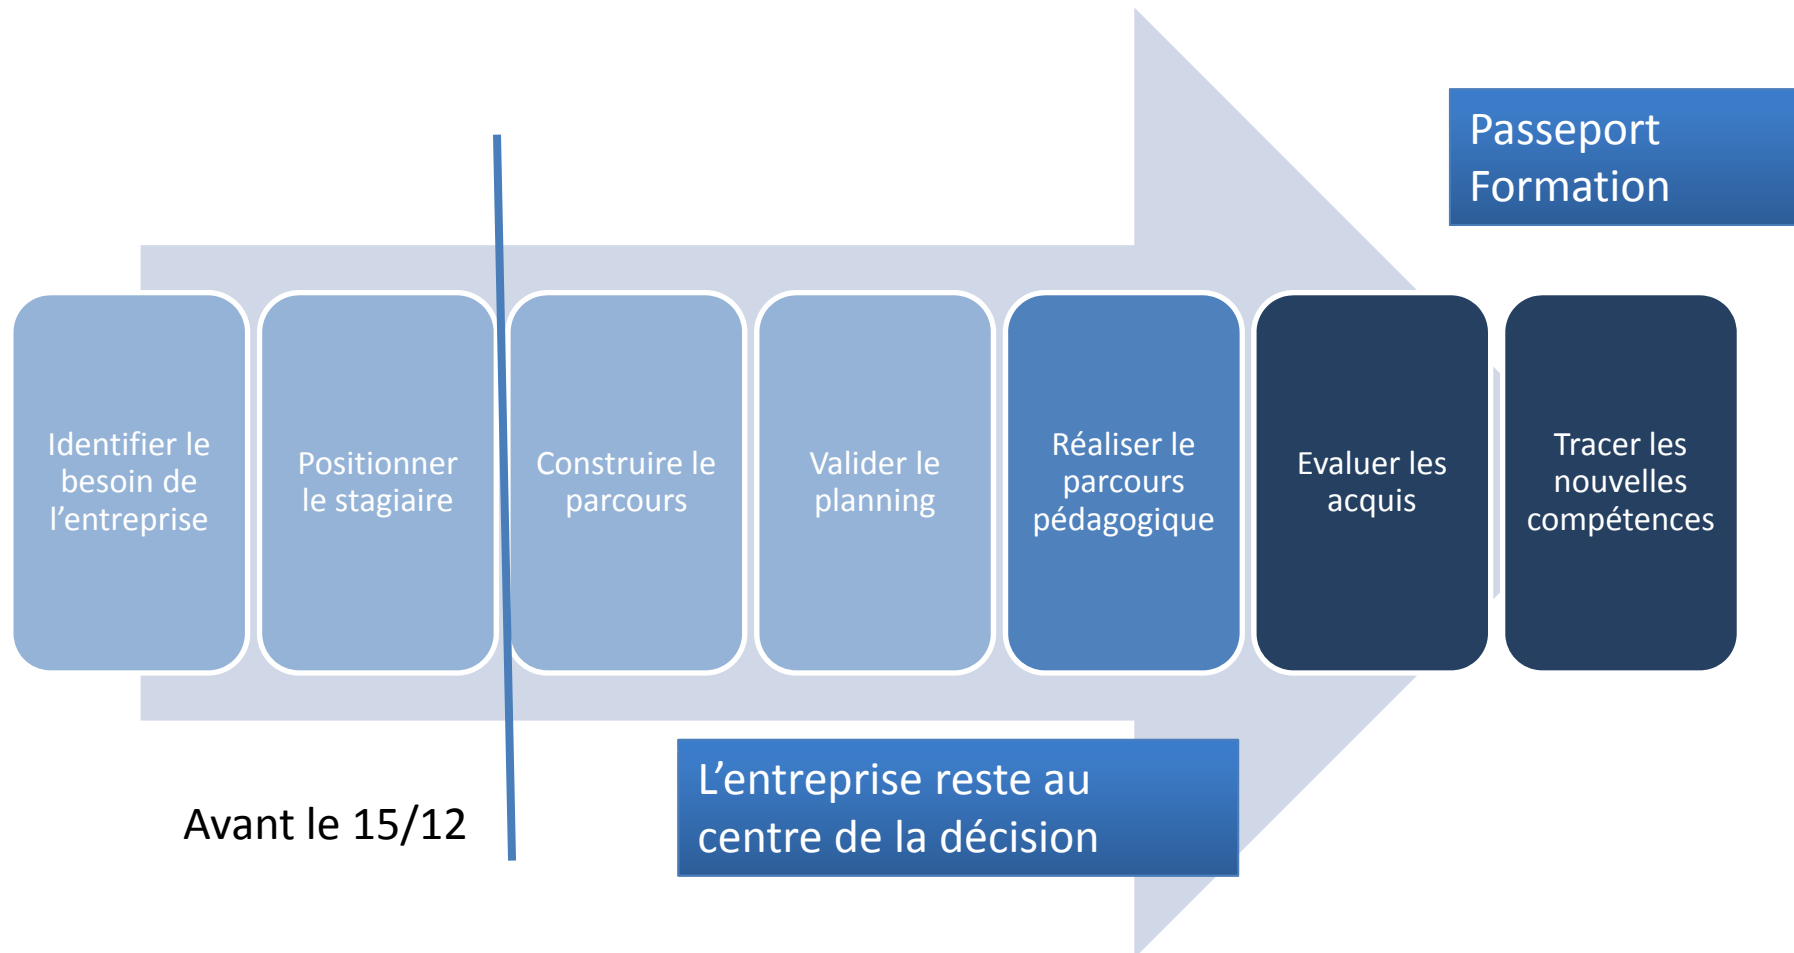 Passeport
Formation
Identifier le
besoin de
l’entreprise
Positionner
le stagiaire
Construire le
parcours
Valider le
planning
Réaliser le
parcours
pédagogique
Evaluer les
acquis
Tracer les
nouvelles
compétences
Avant le 15/12
L’entreprise reste au
centre de la décision